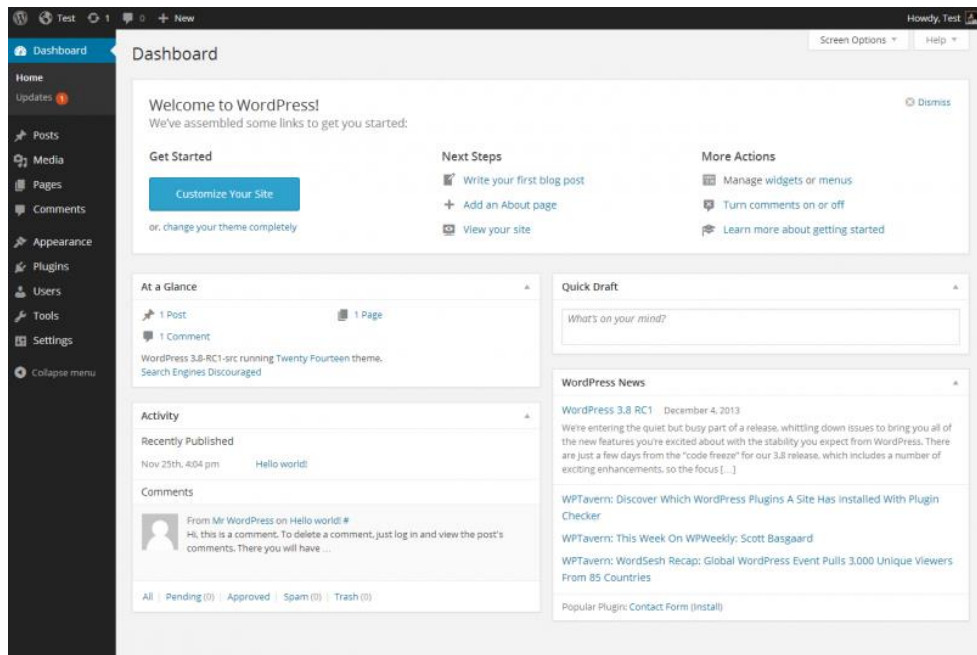 Test 1 0 + New
Howdy, Test
Dashboard
Home
Updates 1
Posts
Media
Pages
Comments
Appearance
Plugins
Users
Tools
Settings
Collapse menu
Screen Options
Help
Dashboard
Welcome to WordPress!
We've assembled some links to get you started:
Dismiss
Get Started
Customize Your Site
or, change your theme completely
Next Steps
Write your first blog post
Add an About page
View your site
More Actions
Manage widgets or menus
Turn comments on or off
Learn more about getting started
At a Glance
1 Post
1 Page
1 Comment
WordPress 3.8-RC1-src running Twenty Fourteen theme.
Search Engines Discouraged
Activity
Recently Published
Nov 25th, 4:04 pm Hello world!
Comments
From Mr WordPress on Hello world! #
Hi, this is a comment. To delete a comment, just log in and view the post's
comments. There you will have …
All | Pending (0) | Approved | Spam (0) | Trash (0)
Quick Draft
What's on your mind?
WordPress News
WordPress 3.8 RC1 December 4, 2013
We're entering the quiet but busy part of a release, whittling down issues to bring you all of
the new features you're excited about with the stability you expect from WordPress. There
are just a few days from the "code freeze" for our 3.8 release, which includes a number of
exciting enhancements, so the focus […]
WPTavern: Discover Which WordPress Plugins A Site Has Installed With Plugin
Checker
WPTavern: This Week On WPWeekly: Scott Basgaard
WPTavern: WordSesh Recap: Global WordPress Event Pulls 3,000 Unique Viewers
From 85 Countries
Popular Plugin: Contact Form (Install)